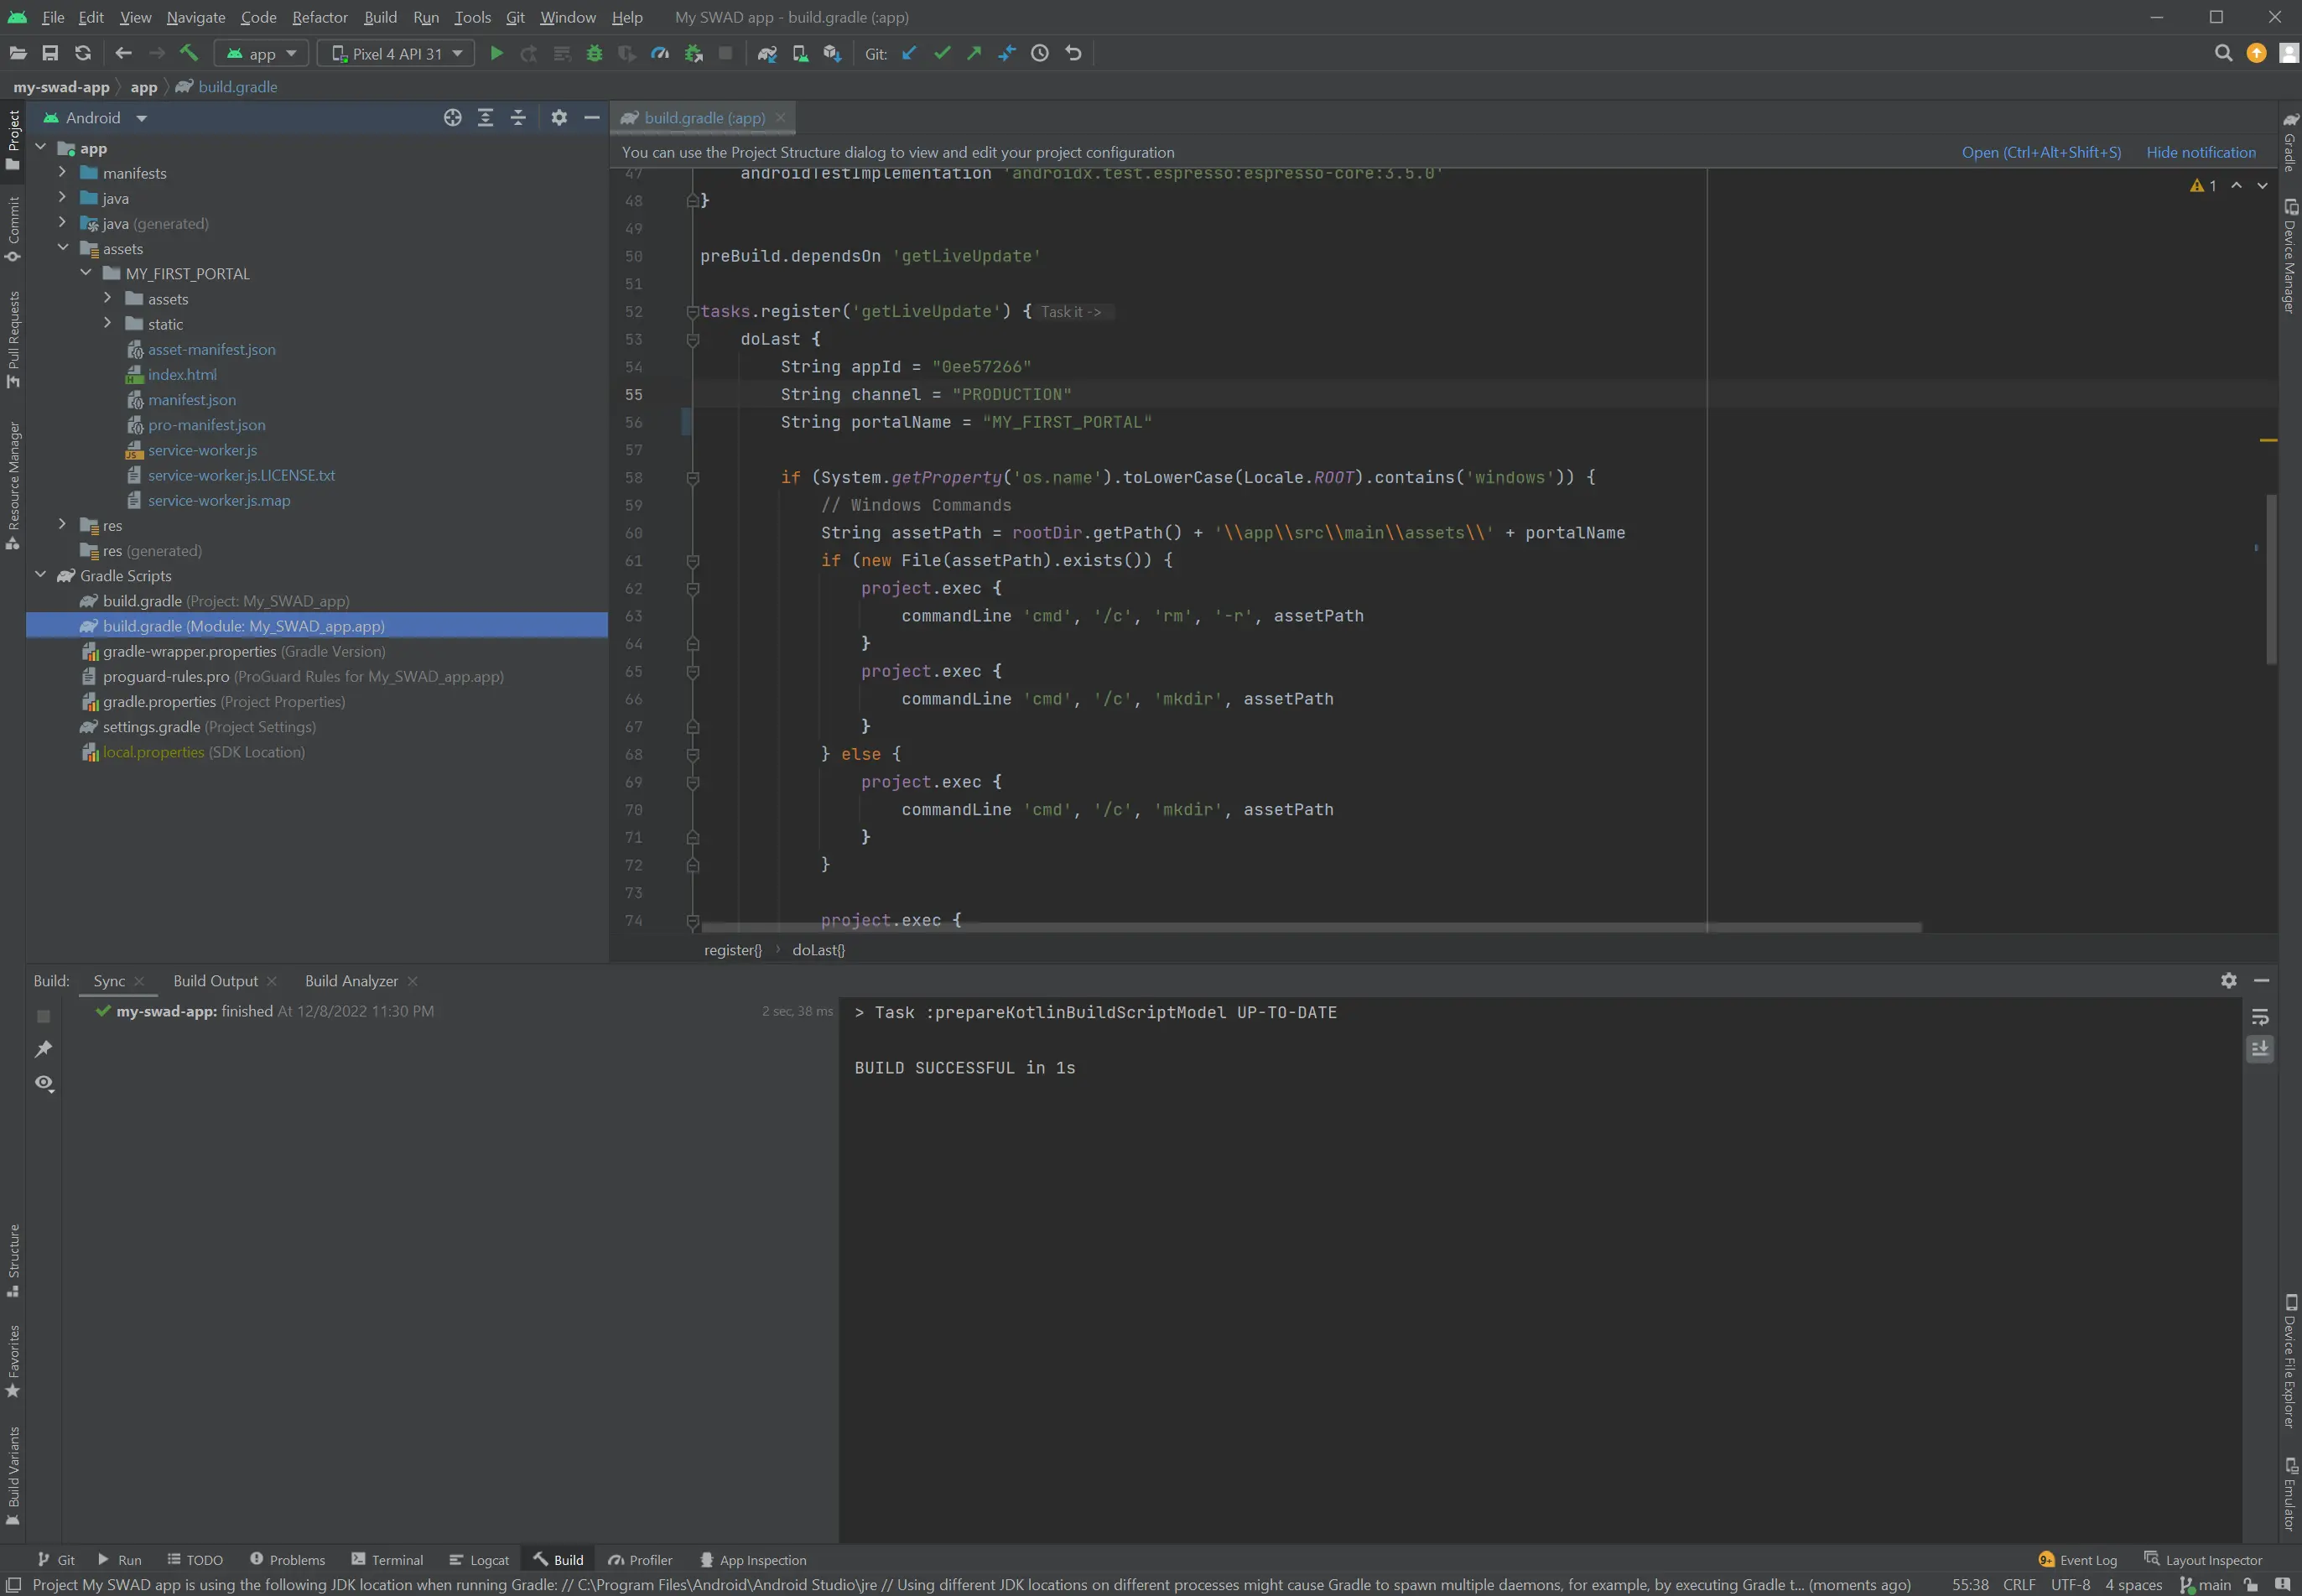 File Edit View Navigate Code Refactor Build Run Tools Git Window Help My SWAD app - build.gradle (:app)
app Pixel 4 API 31 Git:
my-swad-app app build.gradle
Project
Commit
Pull Requests
Resource Manager
Structure
Favorites
Build Variants
Android
app
manifests
java
java (generated)
assets
MY_FIRST_PORTAL
assets
static
asset-manifest.json
index.html
manifest.json
pro-manifest.json
service-worker.js
service-worker.js.LICENSE.txt
service-worker.js.map
res
res (generated)
Gradle Scripts
build.gradle (Project: My_SWAD_app)
build.gradle (Module: My_SWAD_app.app)
gradle-wrapper.properties (Gradle Version)
proguard-rules.pro (ProGuard Rules for My_SWAD_app.app)
gradle.properties (Project Properties)
settings.gradle (Project Settings)
local.properties (SDK Location)
build.gradle (:app)
You can use the Project Structure dialog to view and edit your project configuration Open (Ctrl+Alt+Shift+S) Hide notification
1
47 androidTestImplementation 'androidx.test.espresso:espresso-core:3.5.0'
48 }
49
50 preBuild.dependsOn 'getLiveUpdate'
51
52 tasks.register('getLiveUpdate') { Task it ->
53 doLast {
54 String appId = "0ee57266"
55 String channel = "PRODUCTION"
56 String portalName = "MY_FIRST_PORTAL"
57
58 if (System.getProperty('os.name').toLowerCase(Locale.ROOT).contains('windows')) {
59 // Windows Commands
60 String assetPath = rootDir.getPath() + '\\app\\src\\main\\assets\\' + portalName
61 if (new File(assetPath).exists()) {
62 project.exec {
63 commandLine 'cmd', '/c', 'rm', '-r', assetPath
64 }
65 project.exec {
66 commandLine 'cmd', '/c', 'mkdir', assetPath
67 }
68 } else {
69 project.exec {
70 commandLine 'cmd', '/c', 'mkdir', assetPath
71 }
72 }
73
74 project.exec {
register{} doLast{}
Gradle
Device Manager
Device File Explorer
Emulator
Build: Sync Build Output Build Analyzer
my-swad-app: finished At 12/8/2022 11:30 PM 2 sec, 38 ms
> Task :prepareKotlinBuildScriptModel UP-TO-DATE
BUILD SUCCESSFUL in 1s
Git Run TODO Problems Terminal Logcat Build Profiler App Inspection 9+ Event Log Layout Inspector
Project My SWAD app is using the following JDK location when running Gradle: // C:\Program Files\Android\Android Studio\jre // Using different JDK locations on different processes might cause Gradle to spawn multiple daemons, for example, by executing Gradle t... (moments ago) 55:38 CRLF UTF-8 4 spaces main